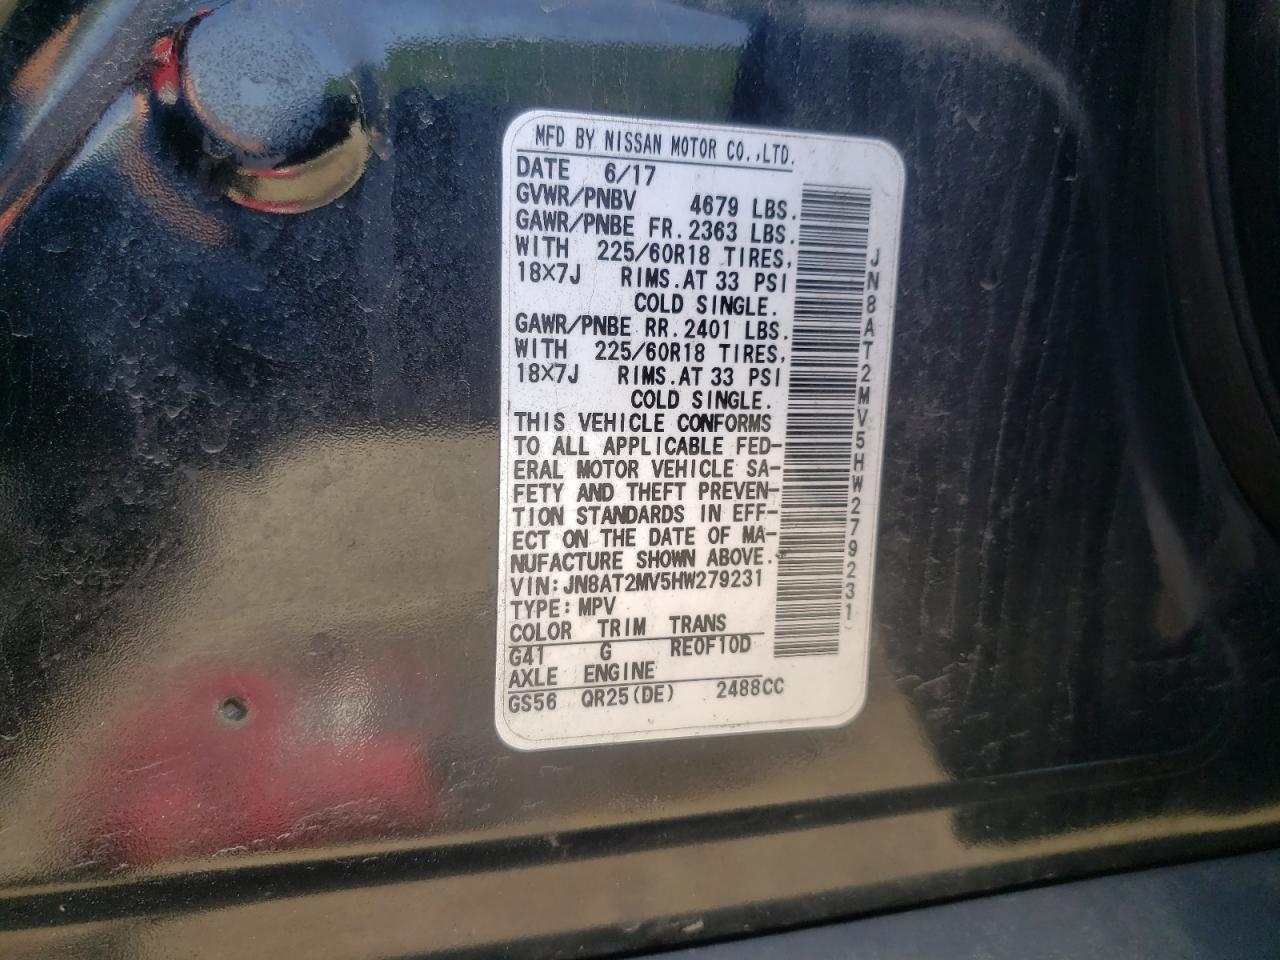 MFD BY NISSAN MOTOR CO.,LTD.
DATE 6/17
GVWR/PNBV 4679 LBS.
GAWR/PNBE FR.2363 LBS.
WITH 225/60R18 TIRES,
18X7J RIMS.AT 33 PSI
COLD SINGLE.
GAWR/PNBE RR.2401 LBS.
WITH 225/60R18 TIRES,
18X7J RIMS.AT 33 PSI
COLD SINGLE.
THIS VEHICLE CONFORMS
TO ALL APPLICABLE FED-
ERAL MOTOR VEHICLE SA-
FETY AND THEFT PREVEN-
TION STANDARDS IN EFF-
ECT ON THE DATE OF MA-
NUFACTURE SHOWN ABOVE.
VIN:JN8AT2MV5HW279231
TYPE:MPV
COLOR TRIM TRANS
G41 G RE0F10D
AXLE ENGINE
GS56 QR25(DE) 2488CC
JN8AT2MV5HW279231